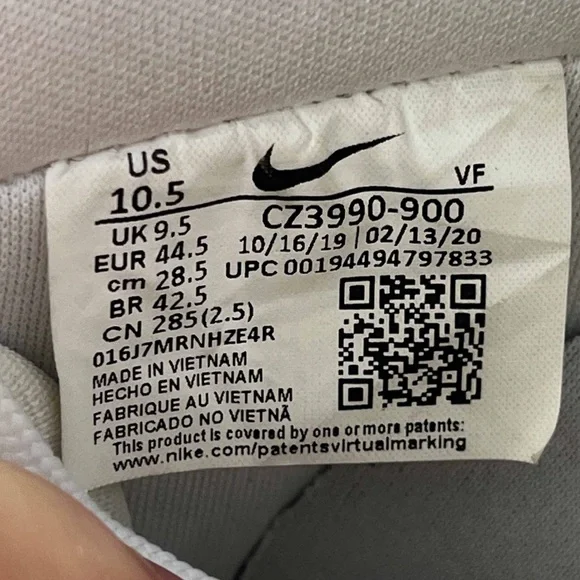 US
10.5
VF
UK 9.5
CZ3990-900
EUR 44.5
10/16/19 | 02/13/20
cm 28.5
UPC 00194494797833
BR 42.5
CN 285(2.5)
016J7MRNHZE4R
MADE IN VIETNAM
HECHO EN VIETNAM
FABRIQUE AU VIETNAM
FABRICADO NO VIETNÃ
This product is covered by one or more patents:
www.nike.com/patentsvirtualmarking